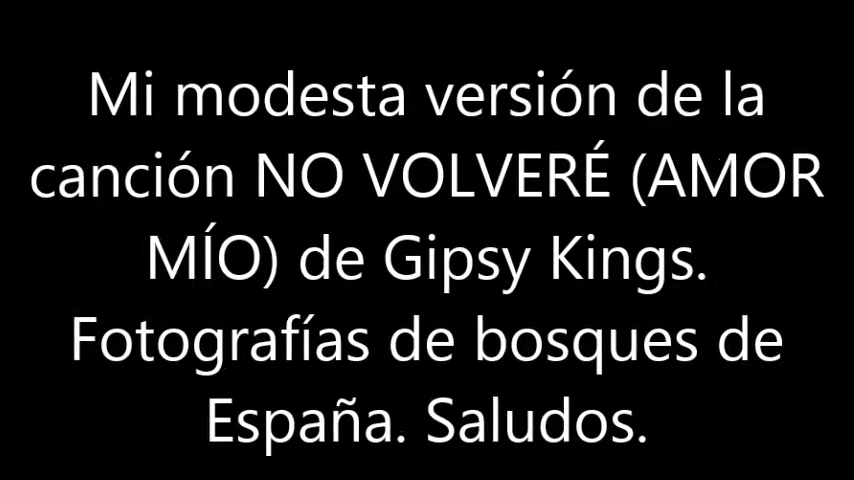 Mi modesta versión de la
canción NO VOLVERÉ (AMOR
MÍO) de Gipsy Kings.
Fotografías de bosques de
España. Saludos.